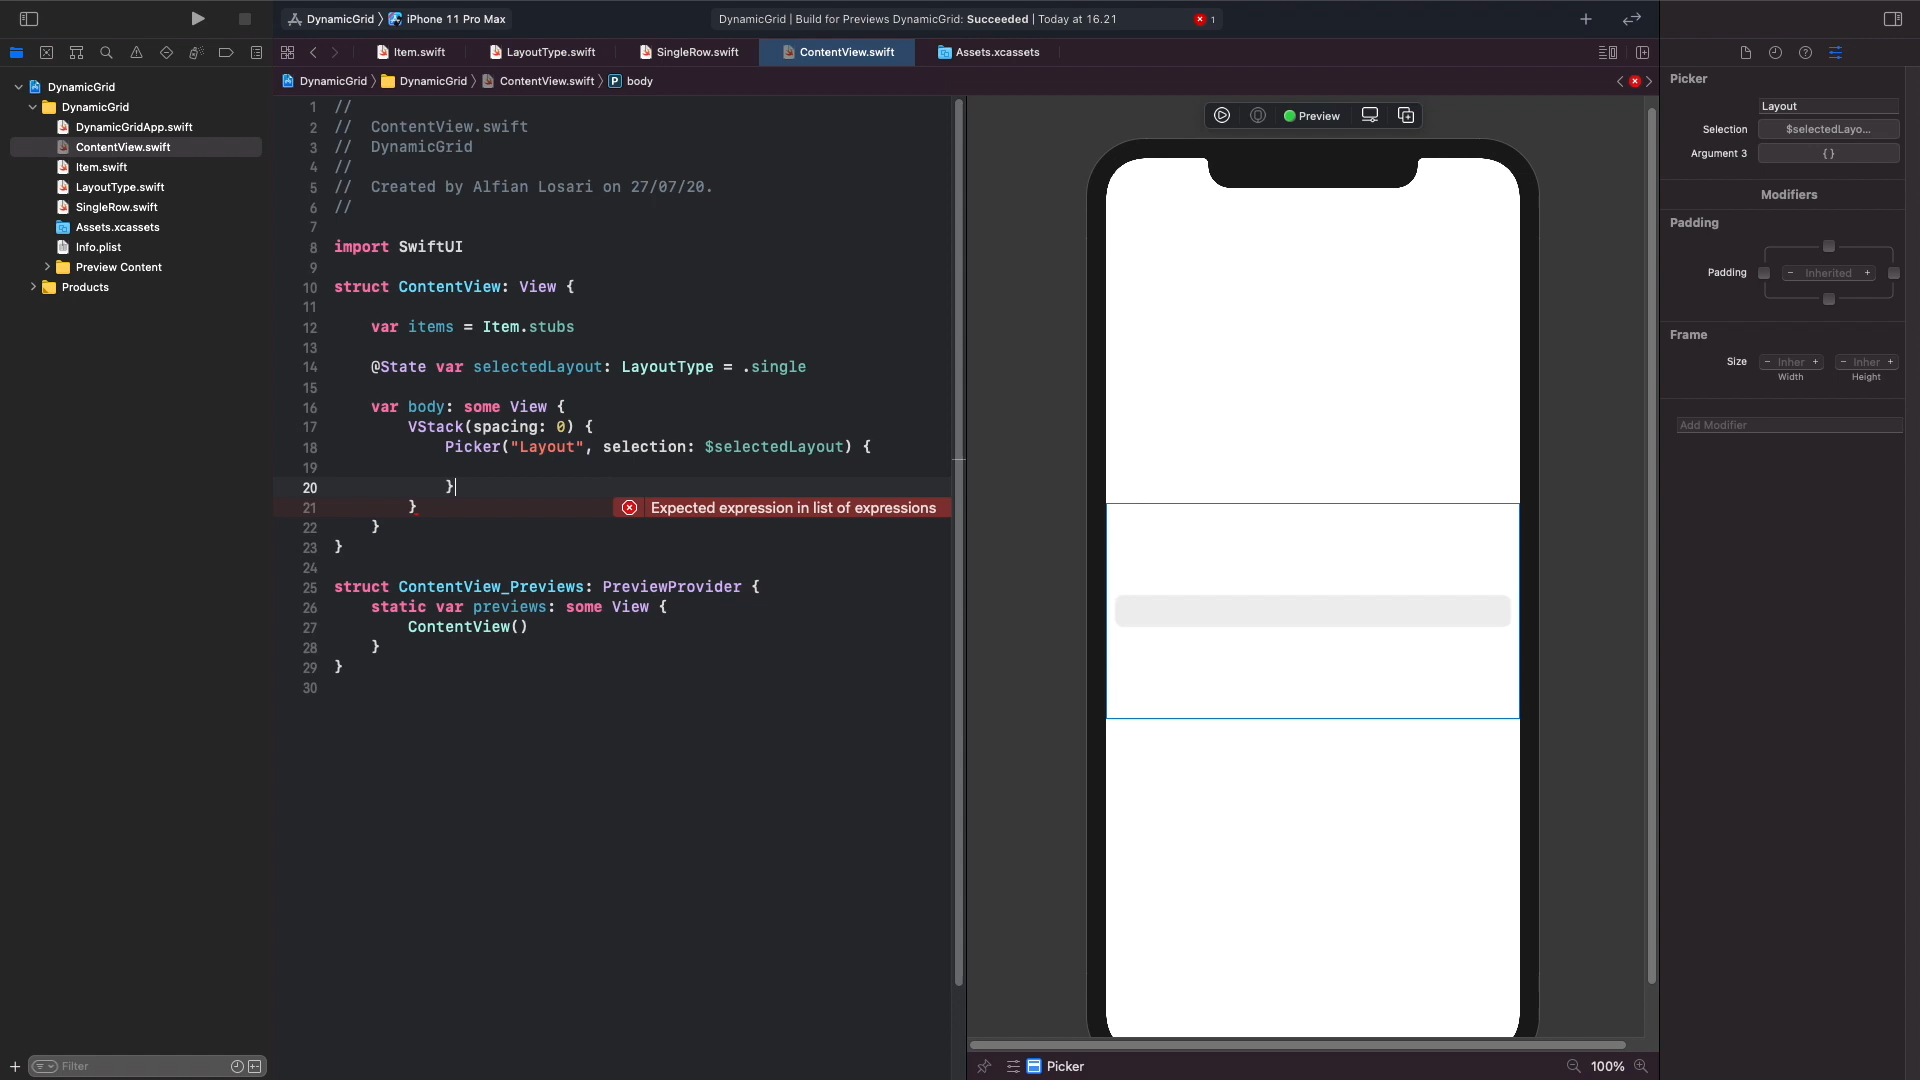 DynamicGrid 〉 iPhone 11 Pro Max
DynamicGrid | Build for Previews DynamicGrid: Succeeded | Today at 16.21
1
Item.swift
LayoutType.swift
SingleRow.swift
ContentView.swift
Assets.xcassets
DynamicGrid 〉 DynamicGrid 〉 ContentView.swift 〉 P body
DynamicGrid
DynamicGrid
DynamicGridApp.swift
ContentView.swift
Item.swift
LayoutType.swift
SingleRow.swift
Assets.xcassets
Info.plist
Preview Content
Products
Filter
1 //
2 //  ContentView.swift
3 //  DynamicGrid
4 //
5 //  Created by Alfian Losari on 27/07/20.
6 //
7
8 import SwiftUI
9
10 struct ContentView: View {
11
12     var items = Item.stubs
13
14     @State var selectedLayout: LayoutType = .single
15
16     var body: some View {
17         VStack(spacing: 0) {
18             Picker("Layout", selection: $selectedLayout) {
19
20             }
21         } Expected expression in list of expressions
22     }
23 }
24
25 struct ContentView_Previews: PreviewProvider {
26     static var previews: some View {
27         ContentView()
28     }
29 }
30
Preview
Picker
100%
Picker
Layout
Selection $selectedLayo...
Argument 3 { }
Modifiers
Padding
Padding − Inherited +
Frame
Size − Inher + − Inher +
Width Height
Add Modifier